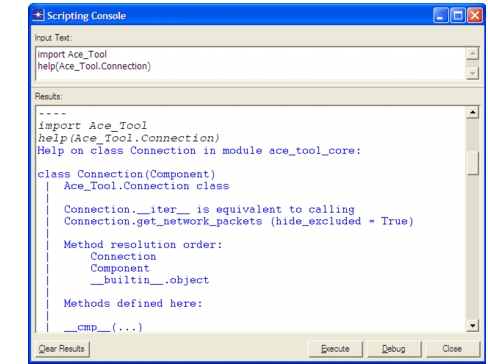 Scripting Console
Input Text:
import Ace_Tool
help(Ace_Tool.Connection)
Results:
----
import Ace_Tool
help(Ace_Tool.Connection)
Help on class Connection in module ace_tool_core:
class Connection(Component)
 |  Ace_Tool.Connection class
 |
 |  Connection.__iter__ is equivalent to calling
 |  Connection.get_network_packets (hide_excluded = True)
 |
 |  Method resolution order:
 |      Connection
 |      Component
 |      __builtin__.object
 |
 |  Methods defined here:
 |
 |  __cmp__(...)
Clear Results
Execute
Debug
Close